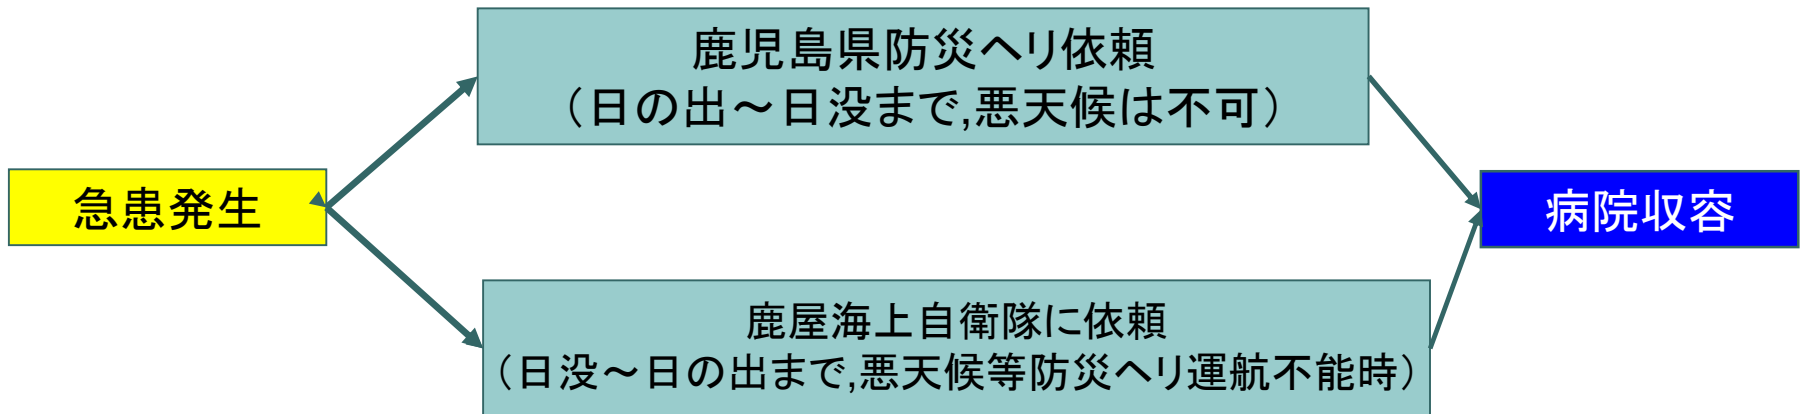 鹿児島県防災ヘリ依頼
（日の出～日没まで,悪天候は不可）
急患発生
病院収容
鹿屋海上自衛隊に依頼
（日没～日の出まで,悪天候等防災ヘリ運航不能時）